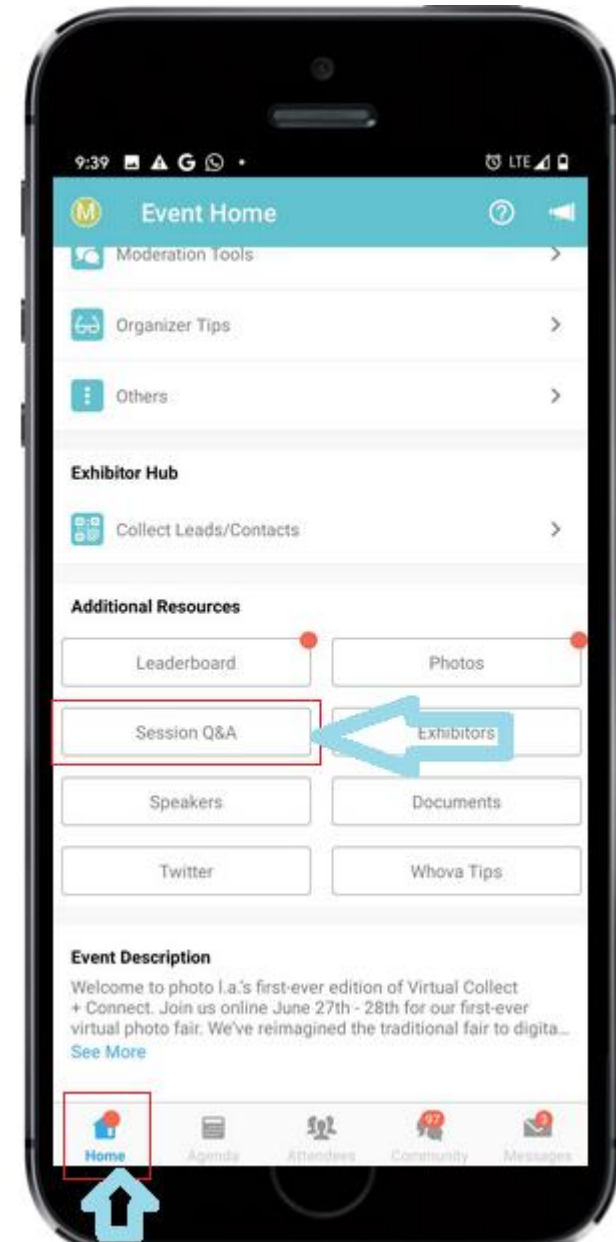 9:39 G LTE
M Event Home ?
Moderation Tools
Organizer Tips
Others
Exhibitor Hub
Collect Leads/Contacts
Additional Resources
Leaderboard Photos
Session Q&A Exhibitors
Speakers Documents
Twitter Whova Tips
Event Description
Welcome to photo l.a.'s first-ever edition of Virtual Collect
+ Connect. Join us online June 27th - 28th for our first-ever
virtual photo fair. We've reimagined the traditional fair to digita...
See More
97 3
Home Agenda Attendees Community Messages